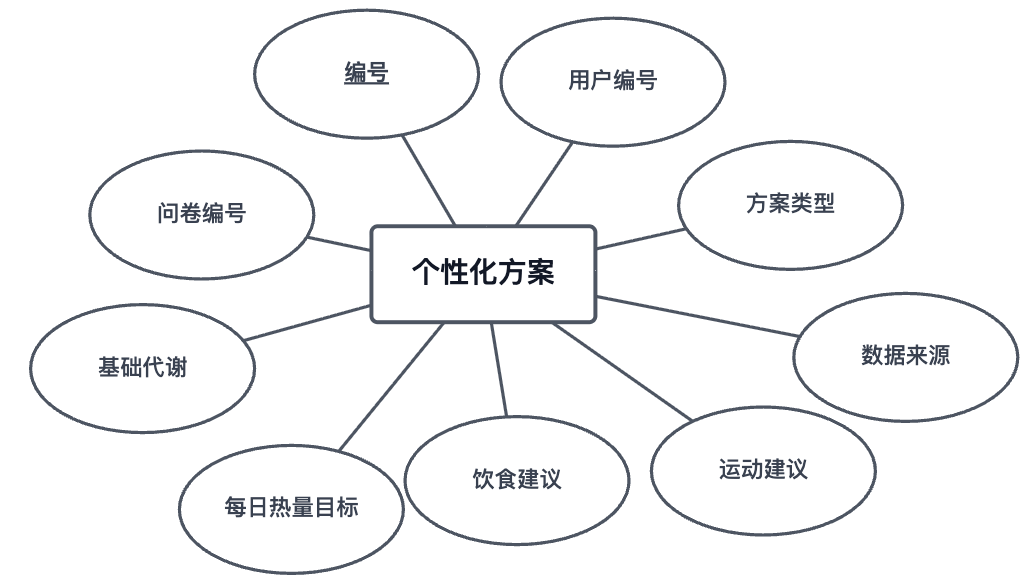 编号
用户编号
问卷编号
方案类型
个性化方案
基础代谢
数据来源
每日热量目标
饮食建议
运动建议